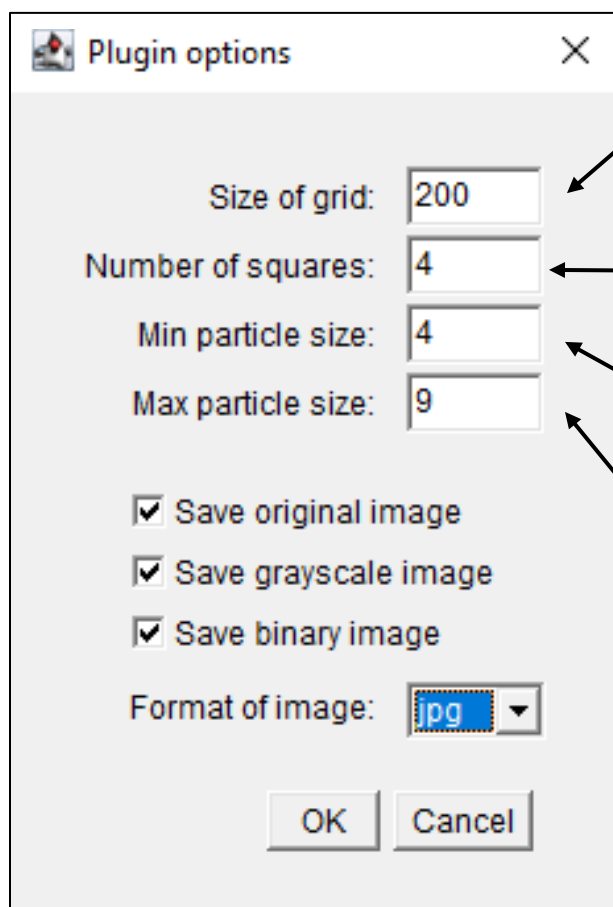 Plugin options
Size of grid: 200
Number of squares: 4
Min particle size: 4
Max particle size: 9
Save original image
Save grayscale image
Save binary image
Format of image: jpg
OK Cancel